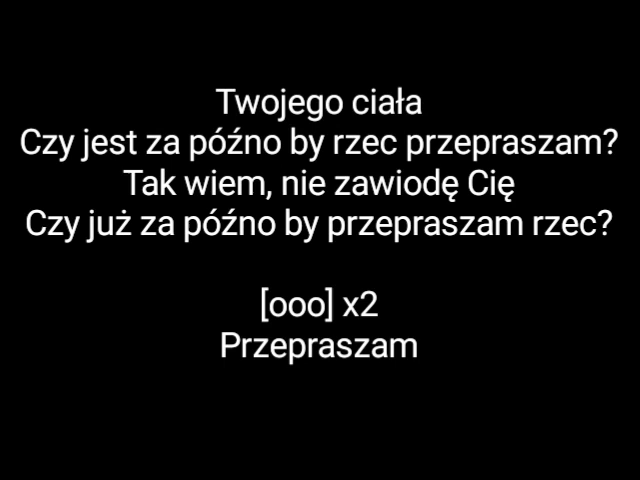 Twojego ciała
Czy jest za późno by rzec przepraszam?
Tak wiem, nie zawiodę Cię
Czy już za późno by przepraszam rzec?
[ooo] x2
Przepraszam